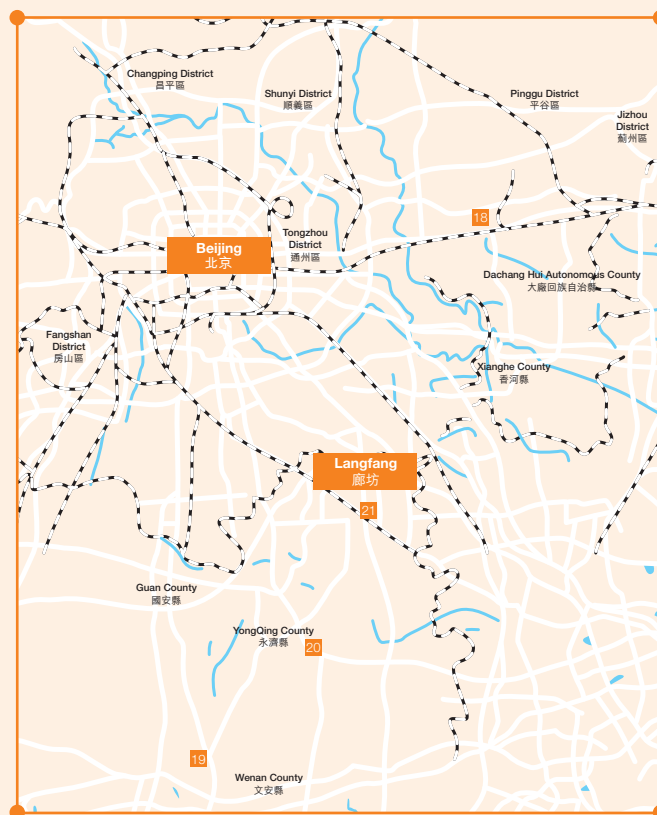 Changping District
昌平區
Shunyi District
順義區
Pinggu District
平谷區
Jizhou
District
薊州區
18
Beijing
北京
Tongzhou
District
通州區
Dachang Hui Autonomous County
大廠回族自治縣
Fangshan
District
房山區
Xianghe County
香河縣
Langfang
廊坊
21
Guan County
國安縣
YongQing County
永濟縣
20
19
Wenan County
文安縣